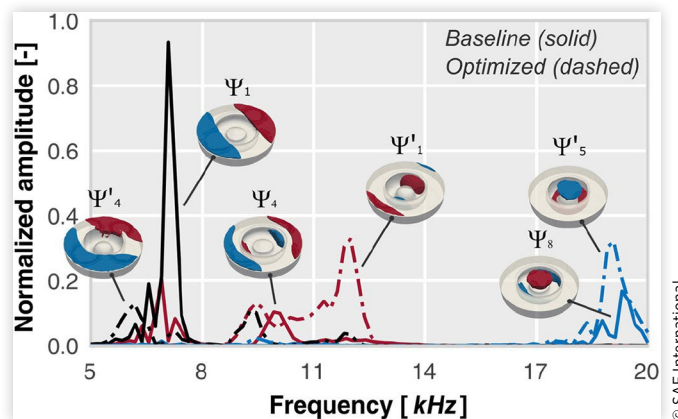 Normalized amplitude [-]
1.0
0.8
0.6
0.4
0.2
0.0
Baseline (solid)
Optimized (dashed)
Ψ1
Ψ'1
Ψ'5
Ψ'4
Ψ4
Ψ8
5 8 11 14 17 20
Frequency [kHz]
© SAE International